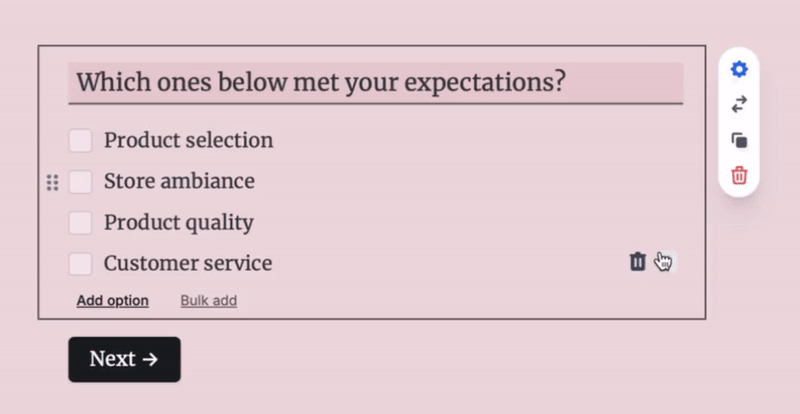 Which ones below met your expectations?
Product selection
Store ambiance
Product quality
Customer service
Add option Bulk add
Next →